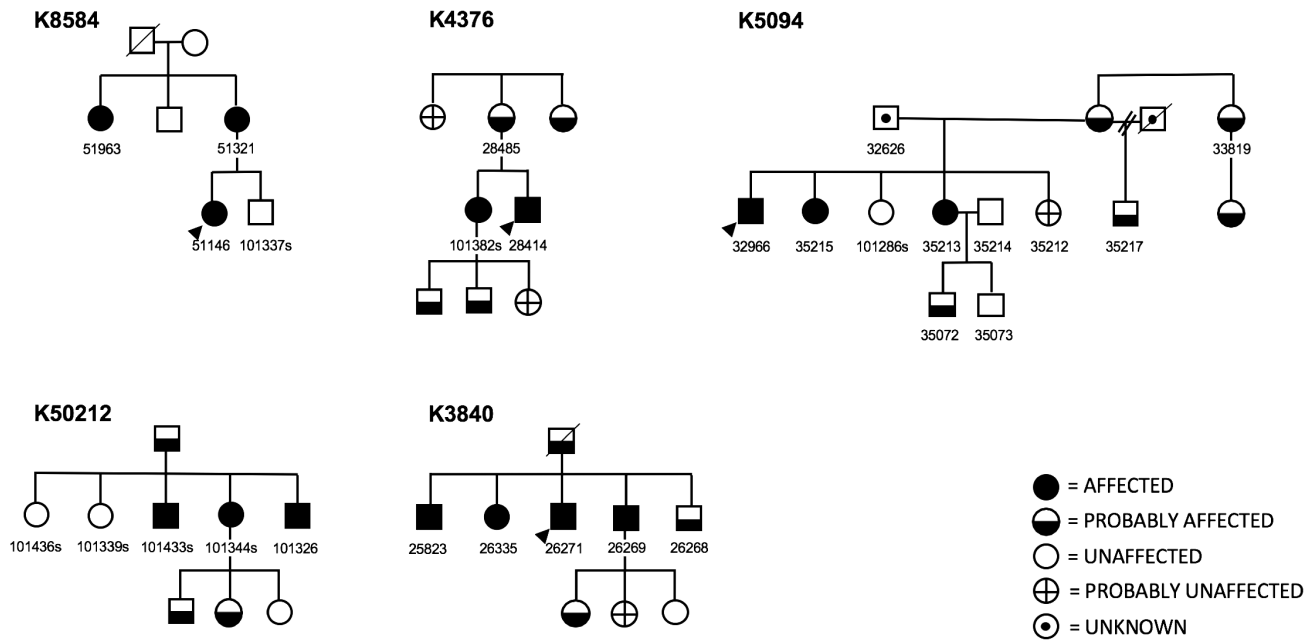 K8584
K4376
K5094
51963
51321
28485
32626
33819
51146
101337s
101382s
28414
32966
35215
101286s
35213
35214
35212
35217
35072
35073
K50212
K3840
101436s
101339s
101433s
101344s
101326
25823
26335
26271
26269
26268
= AFFECTED
= PROBABLY AFFECTED
= UNAFFECTED
= PROBABLY UNAFFECTED
= UNKNOWN